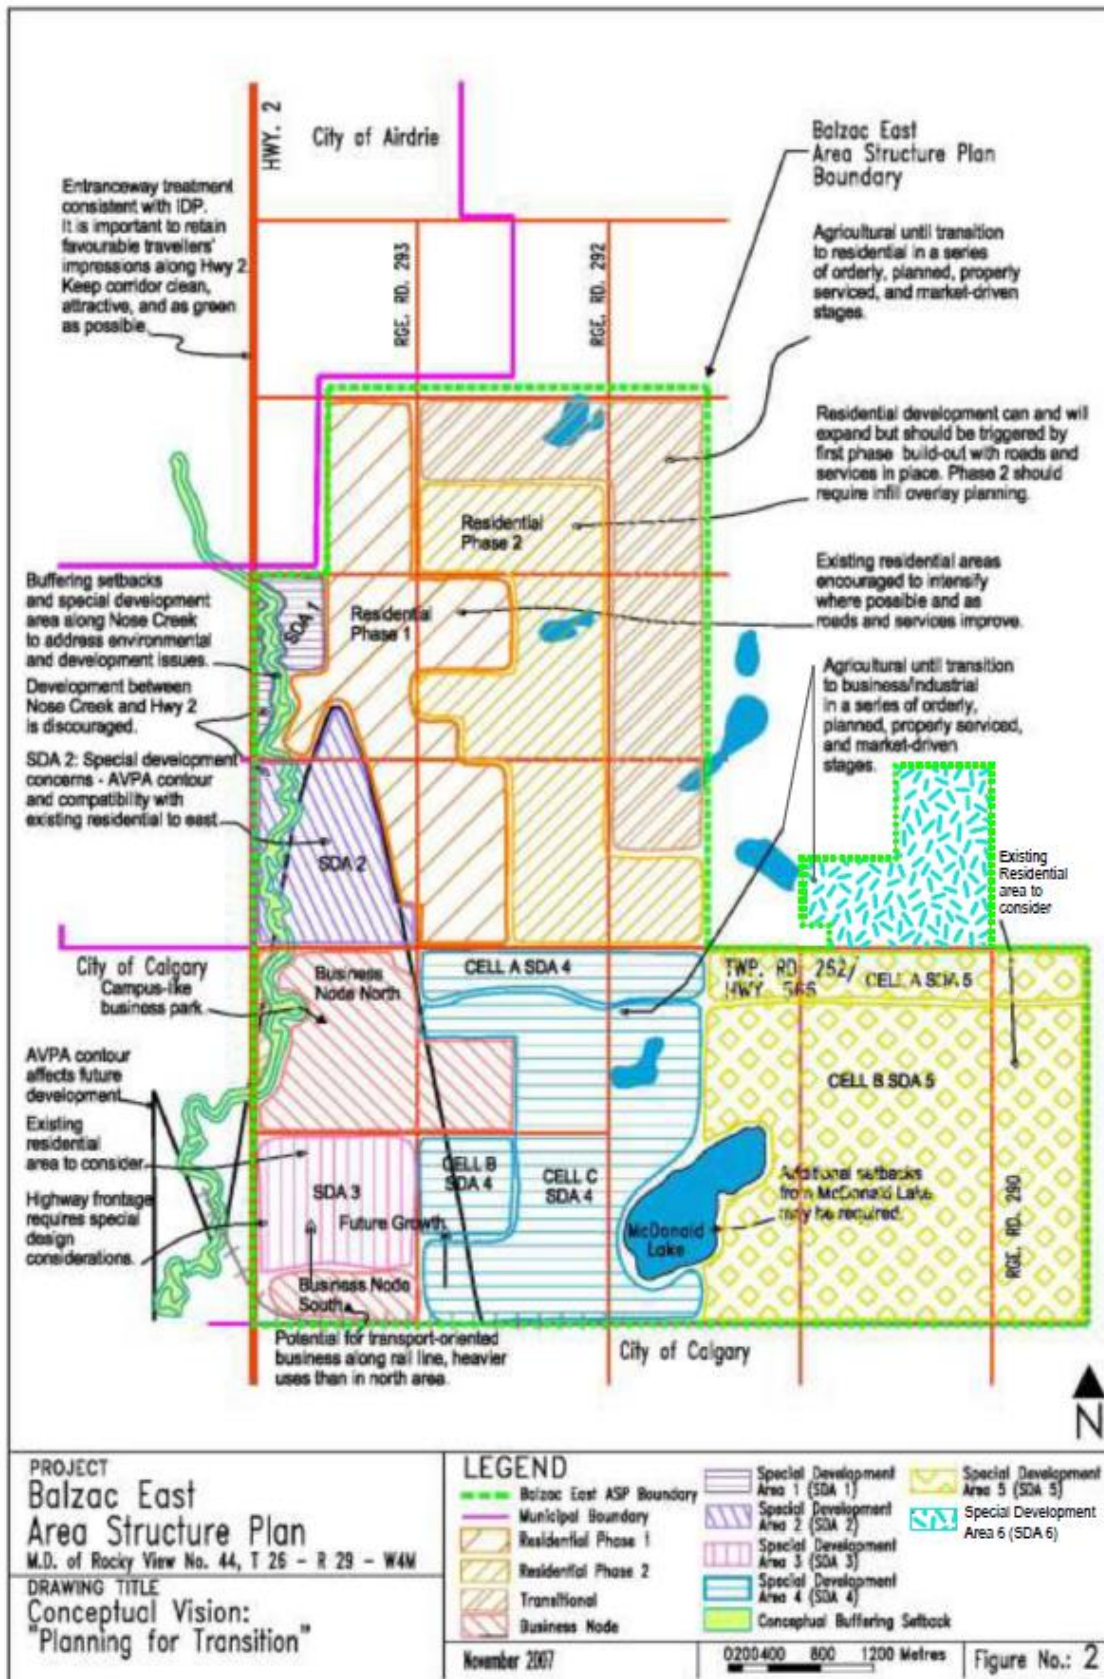 HWY. 2
City of Airdrie
Balzac East
Area Structure Plan
Boundary
Entranceway treatment
consistent with IDP.
It is important to retain
favourable travellers'
impressions along Hwy 2.
Keep corridor clean,
attractive, and as green
as possible.
RGE. RD. 293
RGE. RD. 292
Agricultural until transition
to residential in a series
of orderly, planned, properly
serviced, and market-driven
stages.
Residential development can and will
expand but should be triggered by
first phase build-out with roads and
services in place. Phase 2 should
require infill overlay planning.
Residential
Phase 2
Existing residential areas
encouraged to intensify
where possible and as
roads and services improve.
Buffering setbacks
and special development
area along Nose Creek
to address environmental
and development issues.
SDA 1
Residential
Phase 1
Development between
Nose Creek and Hwy 2
is discouraged.
Agricultural until transition
to business/industrial
in a series of orderly,
planned, properly serviced,
and market-driven
stages.
SDA 2: Special development
concerns - AVPA contour
and compatibility with
existing residential to east
SDA 2
Existing
Residential
area to
consider
City of Calgary
Campus-like
business park
Business
Node North
CELL A SDA 4
TWP. RD. 262/
HWY. 566
CELL A SDA 5
AVPA contour
affects future
development
CELL B SDA 5
Existing
residential
area to consider
Highway frontage
requires special
design
considerations.
SDA 3
CELL B
SDA 4
CELL C
SDA 4
Future Growth
Additional setbacks
from McDonald Lake
may be required.
McDonald
Lake
RGE. RD. 290
Business Node
South
Potential for transport-oriented
business along rail line, heavier
uses than in north area.
City of Calgary
N
PROJECT
Balzac East
Area Structure Plan
M.D. of Rocky View No. 44, T 26 - R 29 - W4M
DRAWING TITLE
Conceptual Vision:
"Planning for Transition"
LEGEND
Balzac East ASP Boundary
Municipal Boundary
Residential Phase 1
Residential Phase 2
Transitional
Business Node
Special Development
Area 1 (SDA 1)
Special Development
Area 2 (SDA 2)
Special Development
Area 3 (SDA 3)
Special Development
Area 4 (SDA 4)
Conceptual Buffering Setback
Special Development
Area 5 (SDA 5)
Special Development
Area 6 (SDA 6)
November 2007
0 200 400 800 1200 Metres
Figure No.: 2